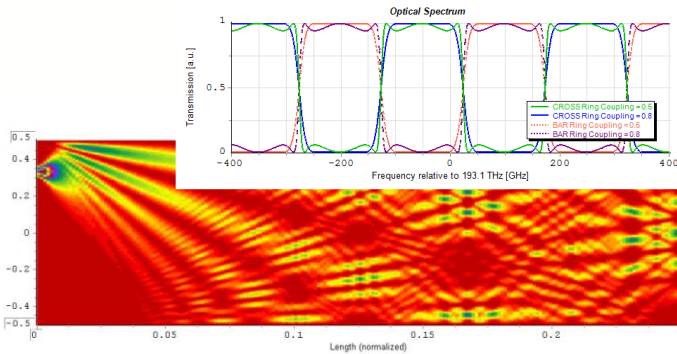 Optical Spectrum
Transmission [a.u.]
1
0.5
0
-400
-200
0
200
400
Frequency relative to 193.1 THz [GHz]
CROSS Ring Coupling = 0.5
CROSS Ring Coupling = 0.8
BAR Ring Coupling = 0.5
BAR Ring Coupling = 0.8
0.5
0.4
0.2
0
-0.2
-0.4
-0.5
0
0.05
0.1
0.15
0.2
Length (normalized)